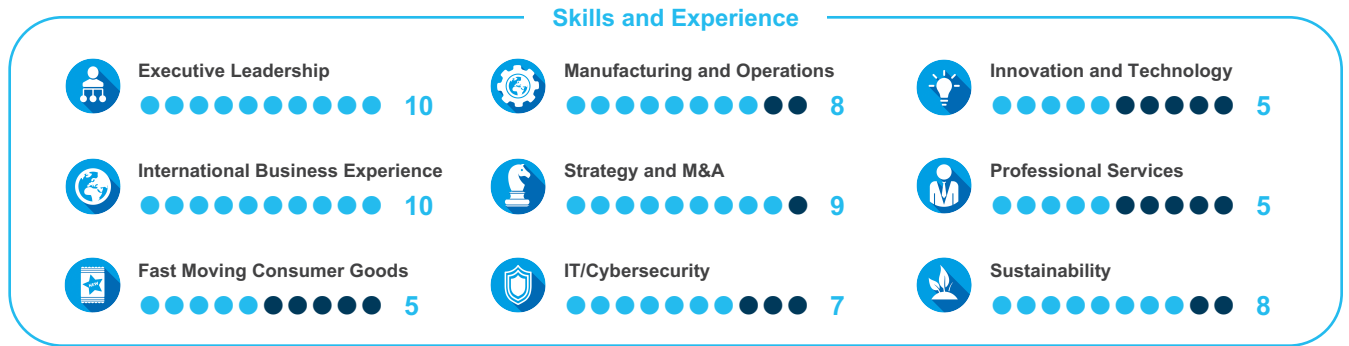 Skills and Experience
Executive Leadership
10
Manufacturing and Operations
8
Innovation and Technology
5
International Business Experience
10
Strategy and M&A
9
Professional Services
5
Fast Moving Consumer Goods
5
IT/Cybersecurity
7
Sustainability
8